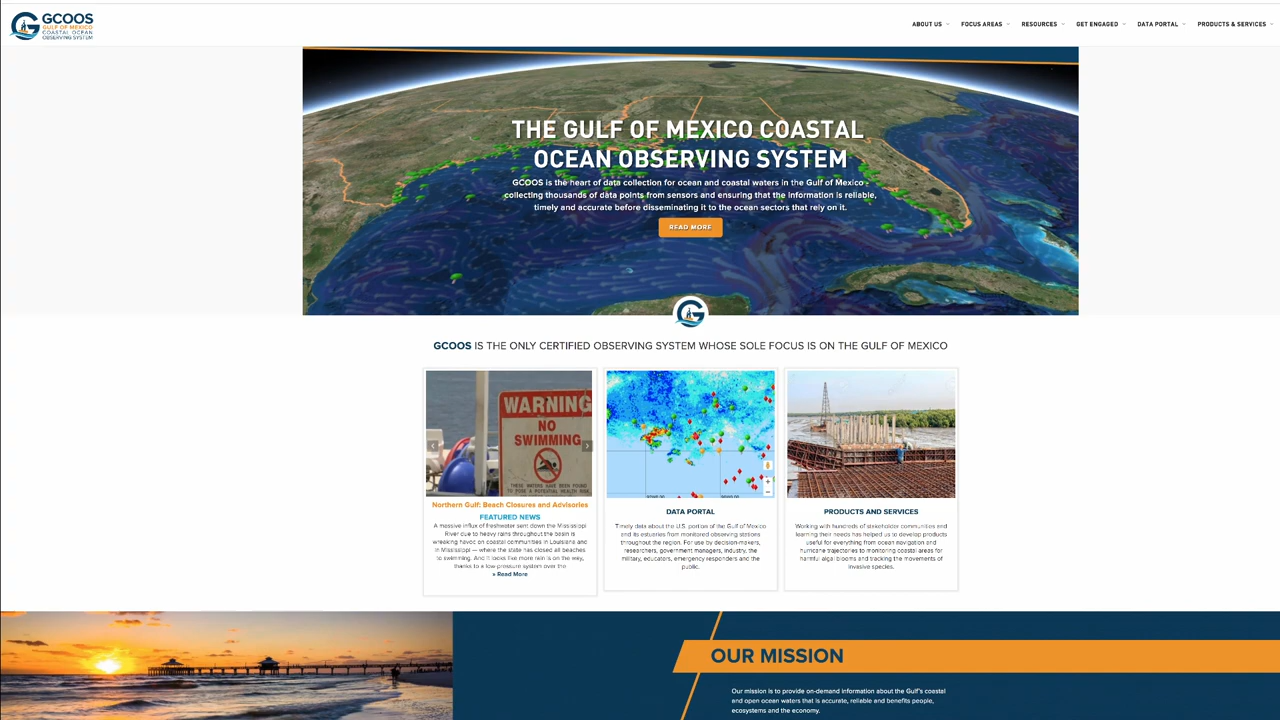 GCOOS
GULF OF MEXICO
COASTAL OCEAN
OBSERVING SYSTEM
ABOUT US
FOCUS AREAS
RESOURCES
GET ENGAGED
DATA PORTAL
PRODUCTS & SERVICES
THE GULF OF MEXICO COASTAL
OCEAN OBSERVING SYSTEM
GCOOS is the heart of data collection for ocean and coastal waters in the Gulf of Mexico -
collecting thousands of data points from sensors and ensuring that the information is reliable,
timely and accurate before disseminating it to the ocean sectors that rely on it.
READ MORE
G
GCOOS IS THE ONLY CERTIFIED OBSERVING SYSTEM WHOSE SOLE FOCUS IS ON THE GULF OF MEXICO
WARNING
NO
SWIMMING
THESE WATERS HAVE BEEN FOUND
TO POSE A POTENTIAL HEALTH RISK
Northern Gulf: Beach Closures and Advisories
FEATURED NEWS
A massive influx of freshwater sent down the Mississippi
River due to heavy rains throughout the basin is
wreaking havoc on coastal communities in Louisiana and
in Mississippi — where the state has closed all beaches
to swimming. And it looks like more rain is on the way,
thanks to a low-pressure system over the
» Read More
DATA PORTAL
Timely data about the U.S. portion of the Gulf of Mexico
and its estuaries from monitored observing stations
throughout the region. For use by decision-makers,
researchers, government managers, industry, the
military, educators, emergency responders and the
public.
PRODUCTS AND SERVICES
Working with hundreds of stakeholder communities and
learning their needs has helped us to develop products
useful for everything from ocean navigation and
hurricane trajectories to monitoring coastal areas for
harmful algal blooms and tracking the movements of
invasive species.
OUR MISSION
Our mission is to provide on-demand information about the Gulf's coastal
and open ocean waters that is accurate, reliable and benefits people,
ecosystems and the economy.